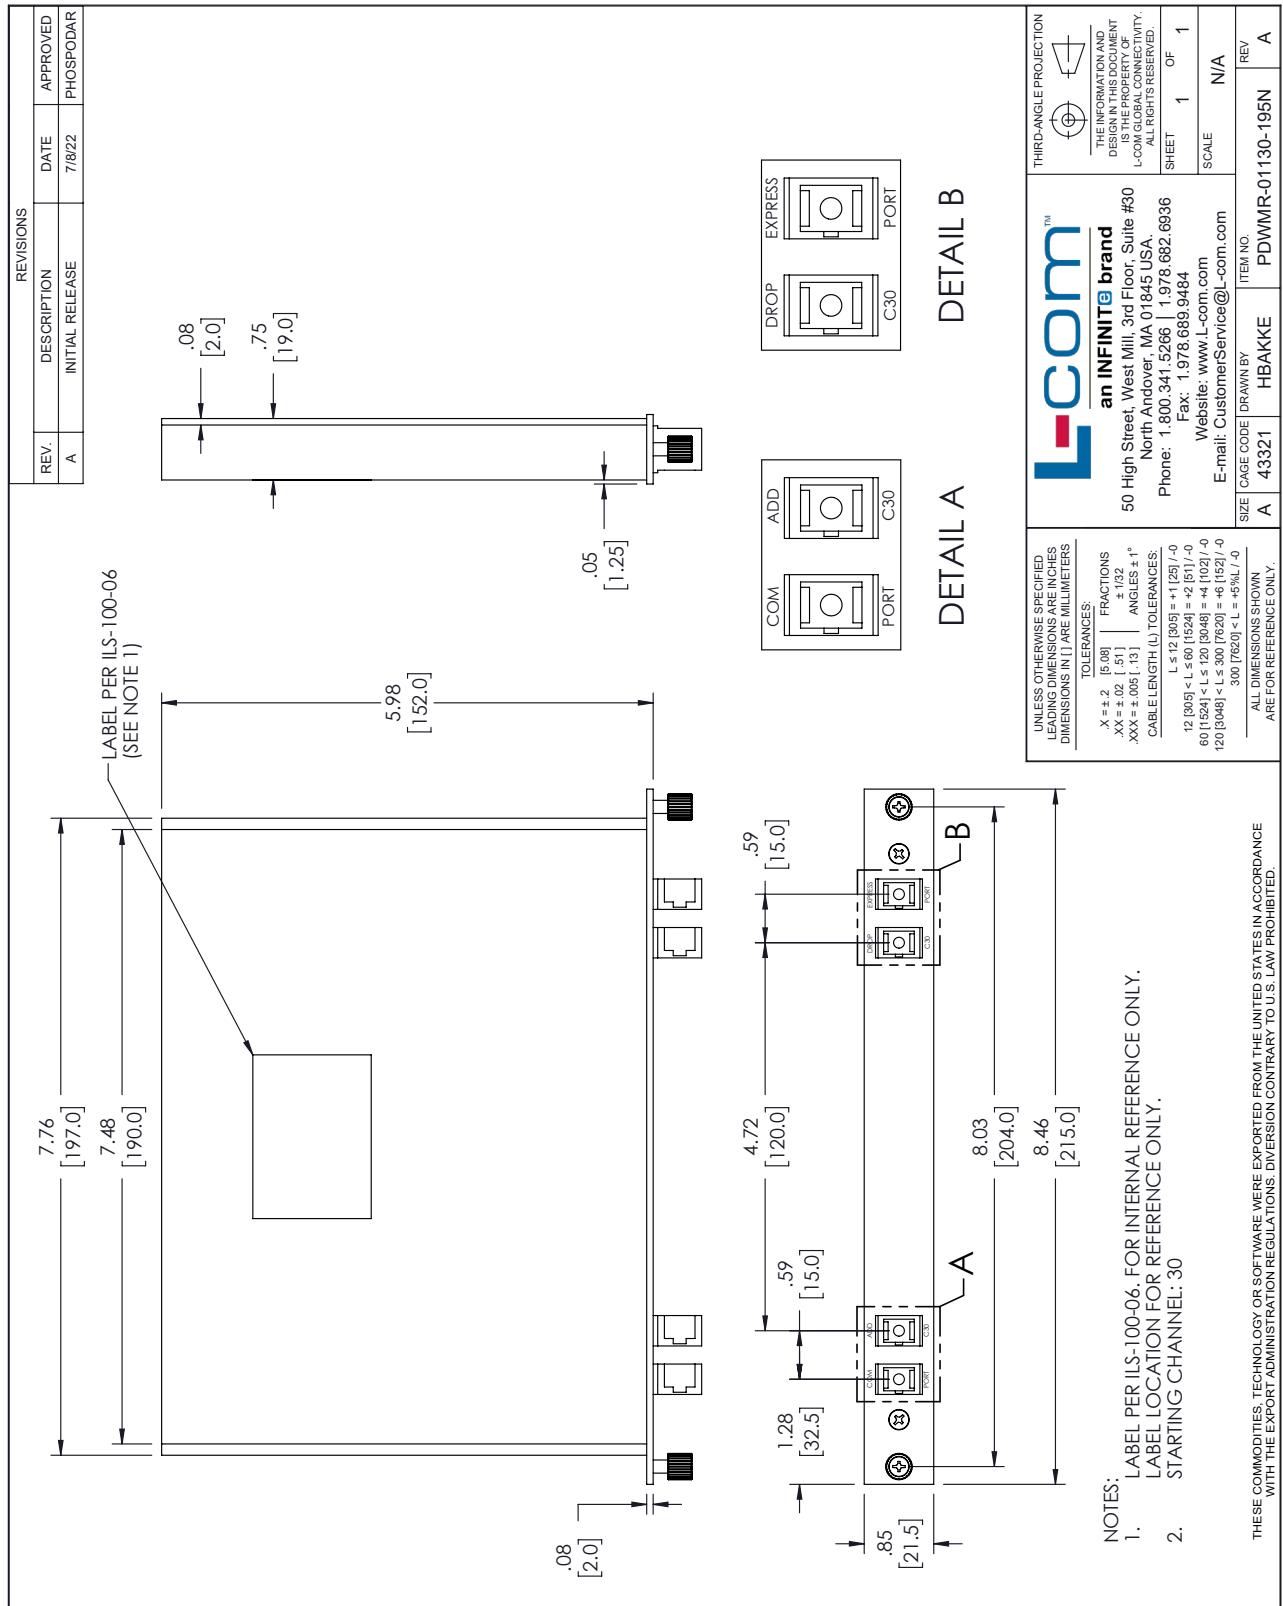 REVISIONS
REV. DESCRIPTION DATE APPROVED
A INITIAL RELEASE 7/8/22 PHOSPODAR
7.76
[197.0]
7.48
[190.0]
LABEL PER ILS-100-06
(SEE NOTE 1)
5.98
[152.0]
.08
[2.0]
.08
[2.0]
.75
[19.0]
.05
[1.25]
1.28
[32.5]
.59
[15.0]
4.72
[120.0]
.59
[15.0]
.85
[21.5]
COM ADD DROP EXPRESS
PORT C30 C30 PORT
A
B
8.03
[204.0]
8.46
[215.0]
COM ADD
PORT C30
DETAIL A
DROP EXPRESS
C30 PORT
DETAIL B
NOTES:
1. LABEL PER ILS-100-06. FOR INTERNAL REFERENCE ONLY.
LABEL LOCATION FOR REFERENCE ONLY.
2. STARTING CHANNEL: 30
THESE COMMODITIES, TECHNOLOGY OR SOFTWARE WERE EXPORTED FROM THE UNITED STATES IN ACCORDANCE
WITH THE EXPORT ADMINISTRATION REGULATIONS. DIVERSION CONTRARY TO U.S. LAW PROHIBITED.
UNLESS OTHERWISE SPECIFIED
LEADING DIMENSIONS ARE INCHES
DIMENSIONS IN [ ] ARE MILLIMETERS
TOLERANCES:
.X = ± .2 [5.08] FRACTIONS
.XX = ± .02 [ .51] ± 1/32
.XXX = ± .005 [ .13] ANGLES ± 1°
CABLE LENGTH (L) TOLERANCES:
L ≤ 12 [305] = +1 [25] / -0
12 [305] < L ≤ 60 [1524] = +2 [51] / -0
60 [1524] < L ≤ 120 [3048] = +4 [102] / -0
120 [3048] < L ≤ 300 [7620] = +6 [152] / -0
300 [7620] < L = +5%L / -0
ALL DIMENSIONS SHOWN
ARE FOR REFERENCE ONLY.
L-com™
an INFINITe brand
50 High Street, West Mill, 3rd Floor, Suite #30
North Andover, MA 01845 USA.
Phone: 1.800.341.5266 | 1.978.682.6936
Fax: 1.978.689.9484
Website: www.L-com.com
E-mail: CustomerService@L-com.com
THIRD-ANGLE PROJECTION
THE INFORMATION AND
DESIGN IN THIS DOCUMENT
IS THE PROPERTY OF
L-COM GLOBAL CONNECTIVITY.
ALL RIGHTS RESERVED.
SHEET 1 OF 1
SCALE N/A
SIZE A
CAGE CODE 43321
DRAWN BY HBAKKE
ITEM NO. PDWMR-01130-195N
REV A